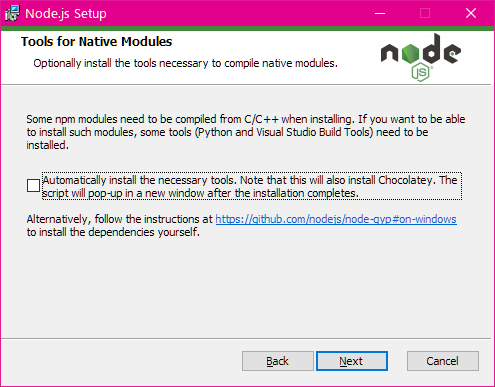 Node.js Setup
Tools for Native Modules
Optionally install the tools necessary to compile native modules.
node
JS
Some npm modules need to be compiled from C/C++ when installing. If you want to be able
to install such modules, some tools (Python and Visual Studio Build Tools) need to be
installed.
Automatically install the necessary tools. Note that this will also install Chocolatey. The
script will pop-up in a new window after the installation completes.
Alternatively, follow the instructions at https://github.com/nodejs/node-gyp#on-windows
to install the dependencies yourself.
Back Next Cancel